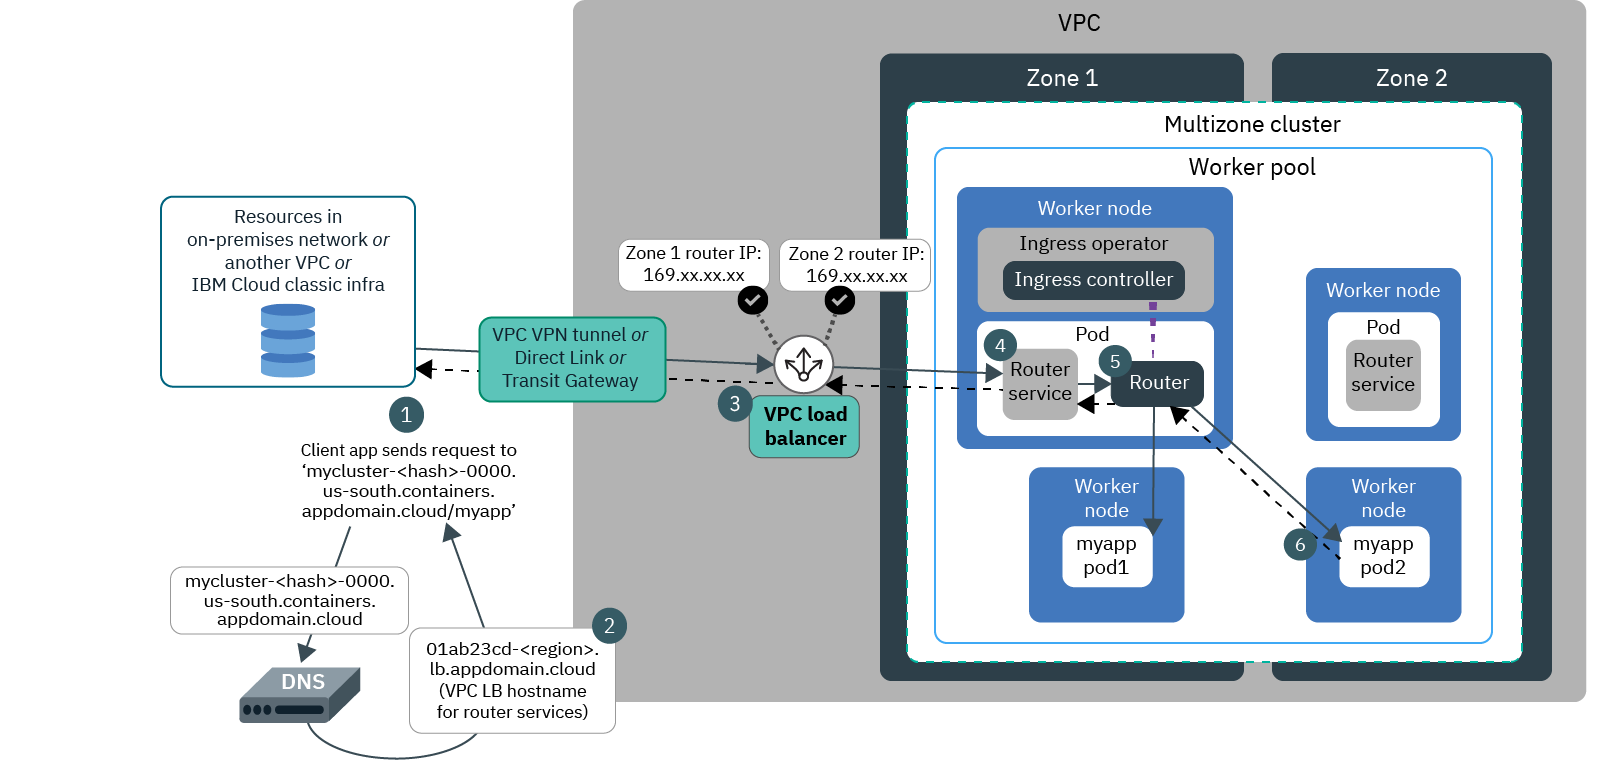 VPC
Zone 1
Zone 2
Multizone cluster
Worker pool
Resources in
on-premises network or
another VPC or
IBM Cloud classic infra
VPC VPN tunnel or
Direct Link or
Transit Gateway
Zone 1 router IP:
169.xx.xx.xx
Zone 2 router IP:
169.xx.xx.xx
3
VPC load
balancer
Worker node
Ingress operator
Ingress controller
Pod
4
Router
service
5
Router
Worker node
Pod
Router
service
Worker
node
myapp
pod1
Worker
node
6
myapp
pod2
1
Client app sends request to
‘mycluster-<hash>-0000.
us-south.containers.
appdomain.cloud/myapp’
mycluster-<hash>-0000.
us-south.containers.
appdomain.cloud
DNS
2
01ab23cd-<region>.
lb.appdomain.cloud
(VPC LB hostname
for router services)